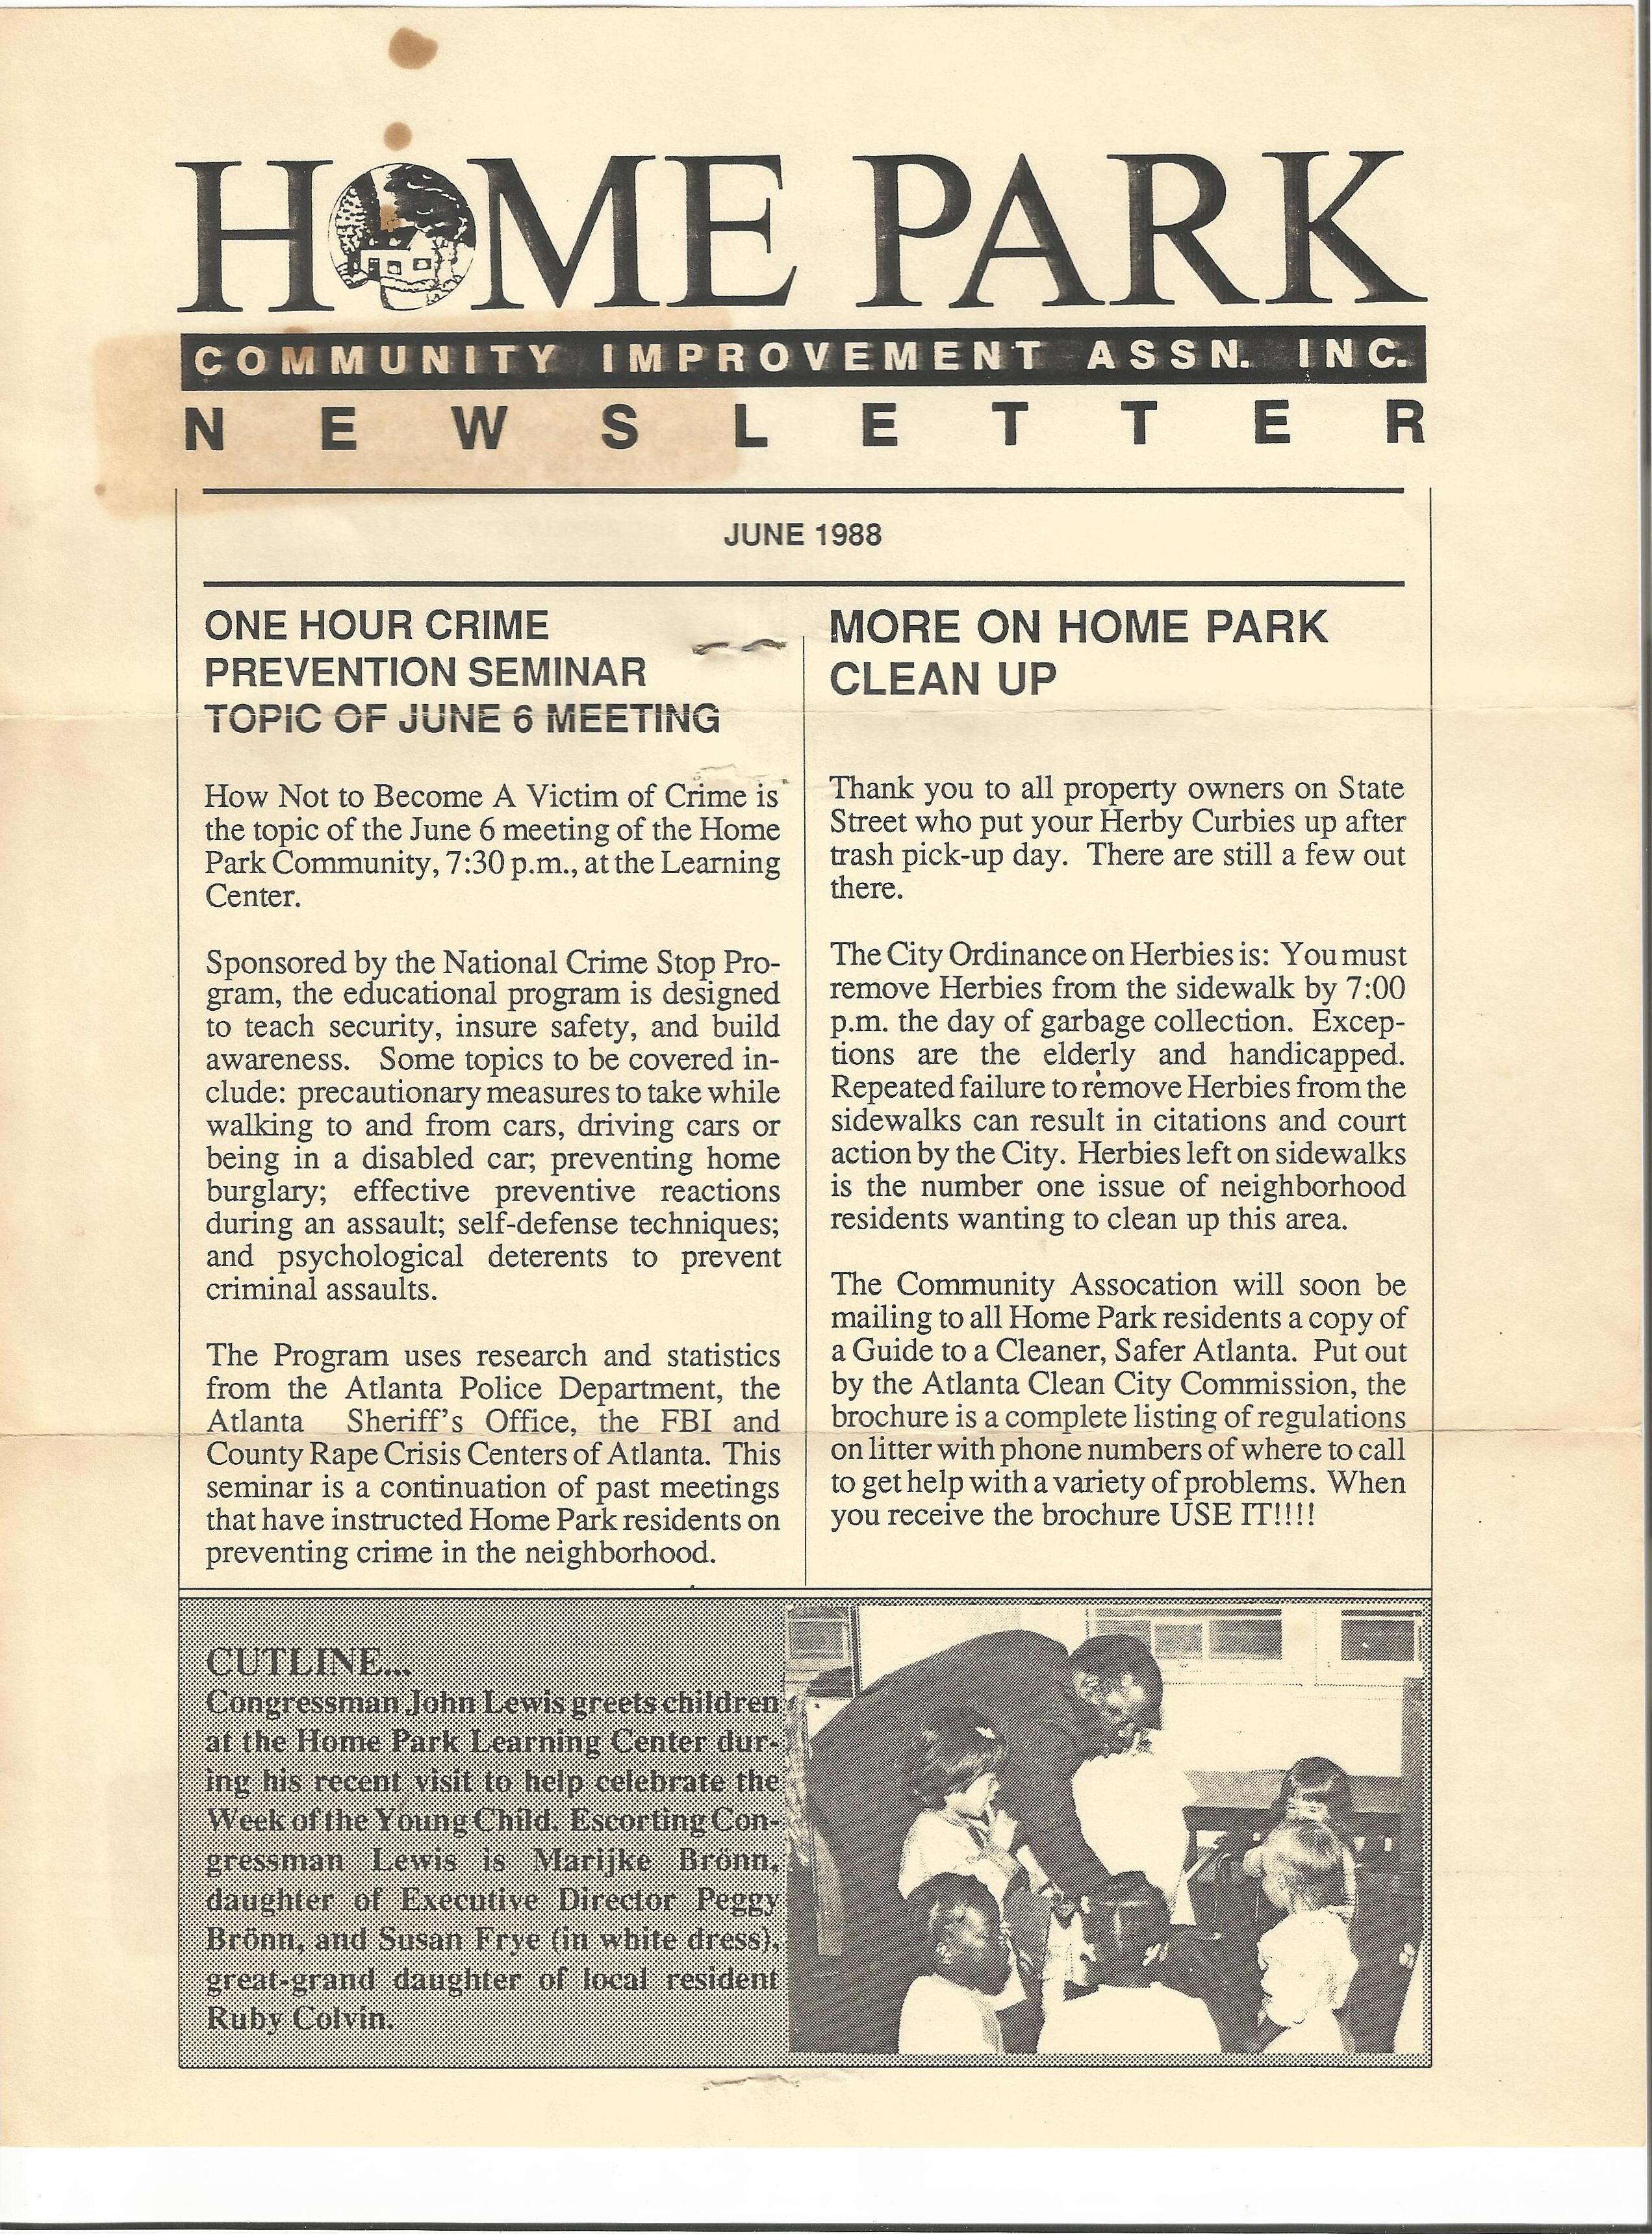 HOME PARK
COMMUNITY IMPROVEMENT ASSN. INC.
NEWSLETTER
JUNE 1988
ONE HOUR CRIME
PREVENTION SEMINAR
TOPIC OF JUNE 6 MEETING
How Not to Become A Victim of Crime is
the topic of the June 6 meeting of the Home
Park Community, 7:30 p.m., at the Learning
Center.
Sponsored by the National Crime Stop Pro-
gram, the educational program is designed
to teach security, insure safety, and build
awareness. Some topics to be covered in-
clude: precautionary measures to take while
walking to and from cars, driving cars or
being in a disabled car; preventing home
burglary; effective preventive reactions
during an assault; self-defense techniques;
and psychological deterents to prevent
criminal assaults.
The Program uses research and statistics
from the Atlanta Police Department, the
Atlanta Sheriff's Office, the FBI and
County Rape Crisis Centers of Atlanta. This
seminar is a continuation of past meetings
that have instructed Home Park residents on
preventing crime in the neighborhood.
MORE ON HOME PARK
CLEAN UP
Thank you to all property owners on State
Street who put your Herby Curbies up after
trash pick-up day. There are still a few out
there.
The City Ordinance on Herbies is: You must
remove Herbies from the sidewalk by 7:00
p.m. the day of garbage collection. Excep-
tions are the elderly and handicapped.
Repeated failure to remove Herbies from the
sidewalks can result in citations and court
action by the City. Herbies left on sidewalks
is the number one issue of neighborhood
residents wanting to clean up this area.
The Community Assocation will soon be
mailing to all Home Park residents a copy of
a Guide to a Cleaner, Safer Atlanta. Put out
by the Atlanta Clean City Commission, the
brochure is a complete listing of regulations
on litter with phone numbers of where to call
to get help with a variety of problems. When
you receive the brochure USE IT!!!!
CUTLINE...
Congressman John Lewis greets children
at the Home Park Learning Center dur-
ing his recent visit to help celebrate the
Week of the Young Child. Escorting Con-
gressman Lewis is Marijke Brönn,
daughter of Executive Director Peggy
Brönn, and Susan Frye (in white dress),
great-grand daughter of local resident
Ruby Colvin.